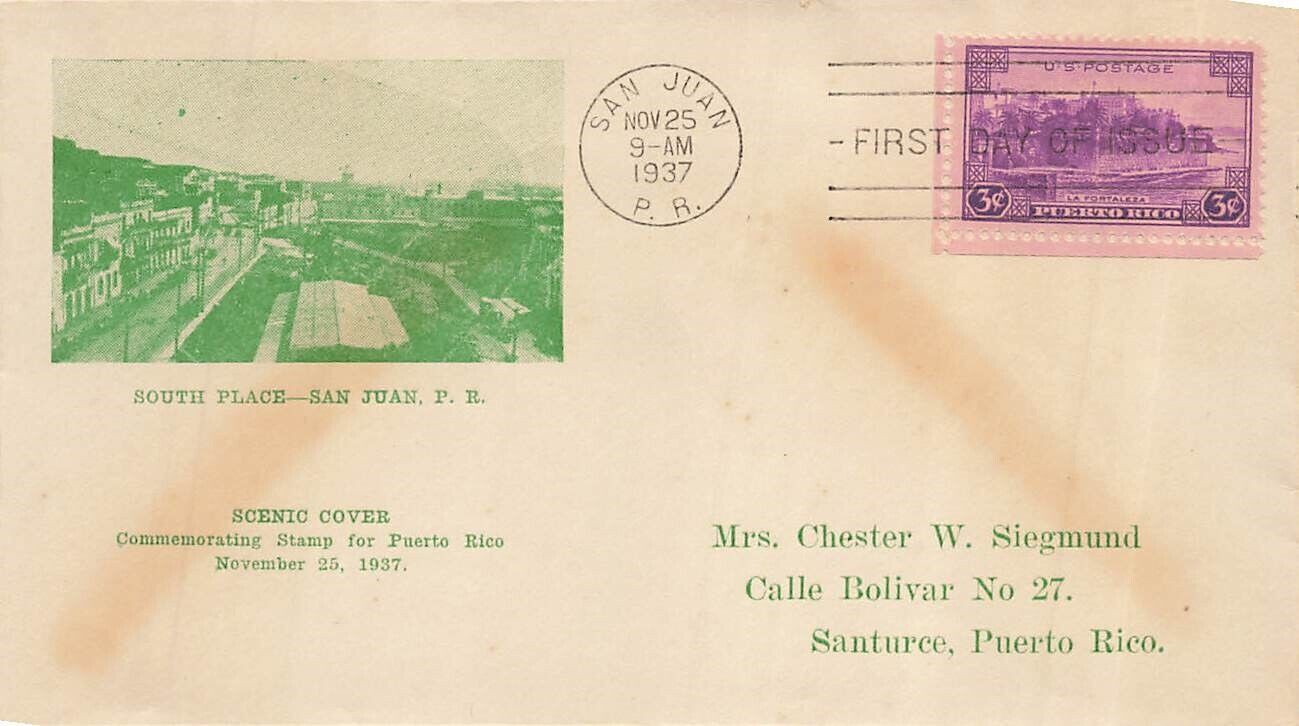 SOUTH PLACE—SAN JUAN, P. R.
SCENIC COVER
Commemorating Stamp for Puerto Rico
November 25, 1937.
SAN JUAN
NOV 25
9-AM
1937
P. R.
FIRST DAY OF ISSUE
U·S·POSTAGE
LA FORTALEZA
3¢ PUERTO RICO 3¢
Mrs. Chester W. Siegmund
Calle Bolivar No 27.
Santurce, Puerto Rico.